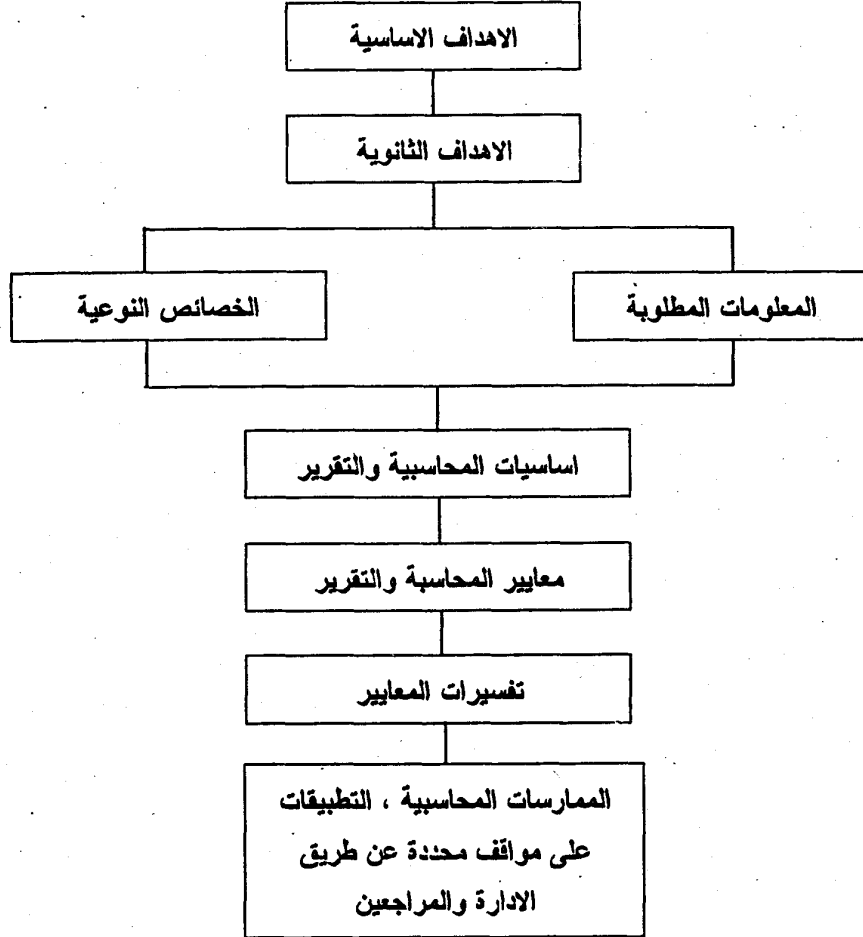 الاهداف الاساسية
الاهداف الثانوية
المعلومات المطلوبة
الخصائص النوعية
اساسيات المحاسبية والتقرير
معايير المحاسبة والتقرير
تفسيرات المعايير
الممارسات المحاسبية ، التطبيقات
على مواقف محددة عن طريق
الادارة والمراجعين